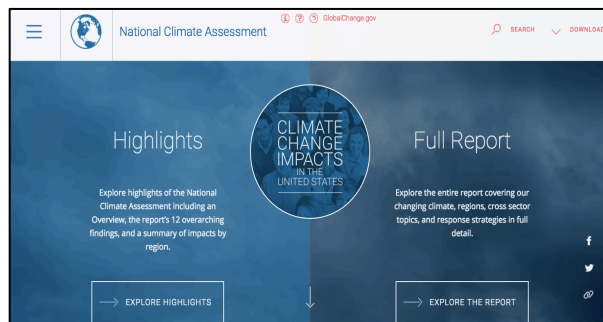 National Climate Assessment
GlobalChange.gov
SEARCH
DOWNLOAD
Highlights
Explore highlights of the National
Climate Assessment including an
Overview, the report's 12 overarching
findings, and a summary of impacts by
region.
EXPLORE HIGHLIGHTS
CLIMATE
CHANGE
IMPACTS
IN THE
UNITED STATES
Full Report
Explore the entire report covering our
changing climate, regions, cross sector
topics, and response strategies in full
detail.
EXPLORE THE REPORT